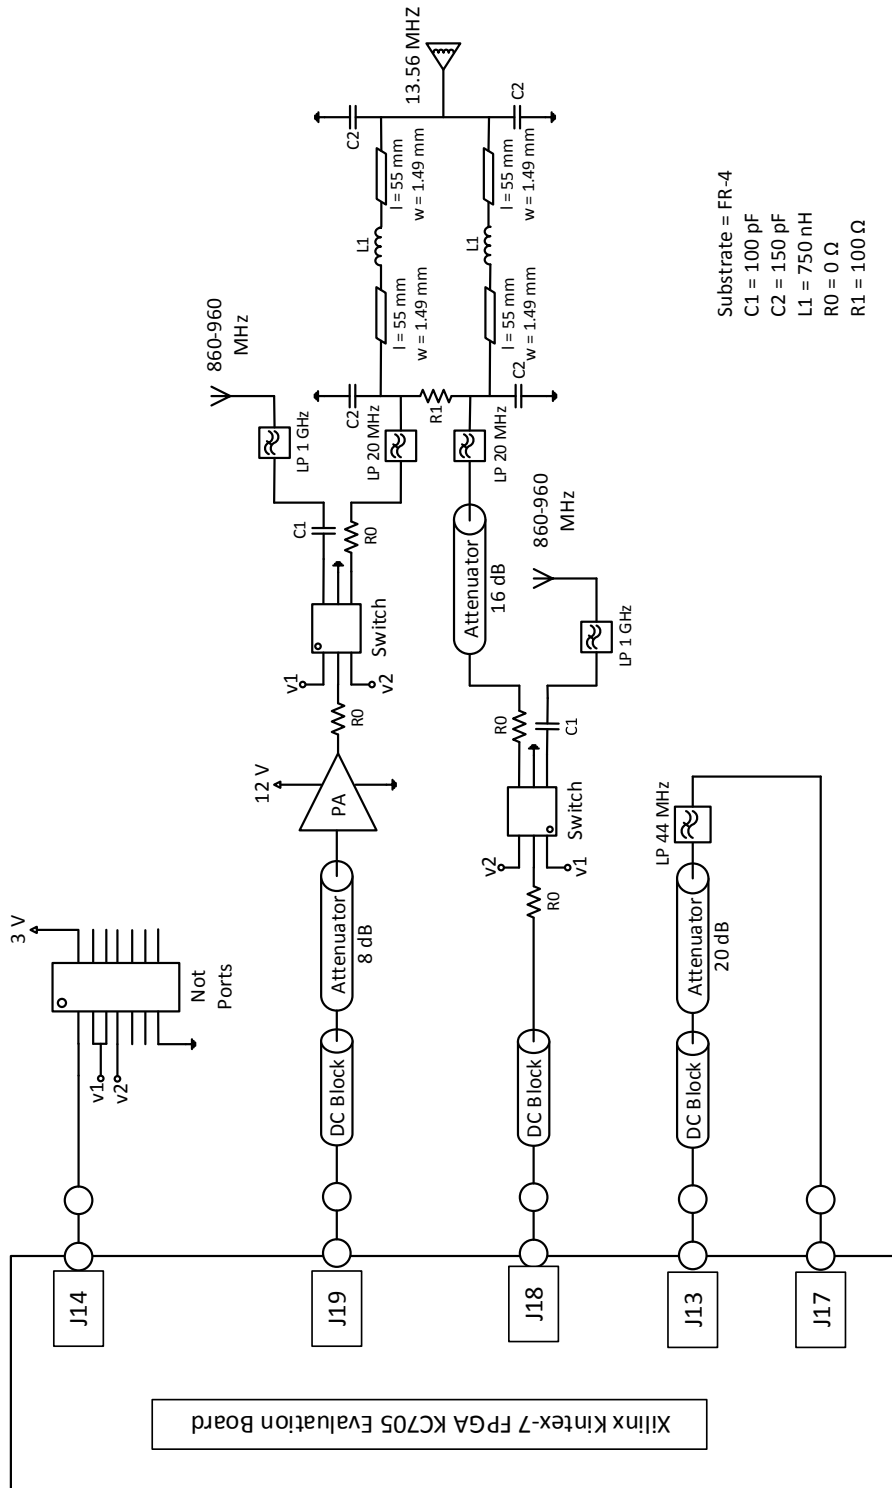 Xilinx Kintex-7 FPGA KC705 Evaluation Board
J14
J19
J18
J13
J17
3 V
v1
v2
Not
Ports
DC Block
Attenuator
8 dB
12 V
PA
R0
v1
v2
Switch
C1
R0
LP 1 GHz
860-960
MHz
LP 20 MHz
C2
R1
LP 20 MHz
C2
l = 55 mm
w = 1.49 mm
L1
l = 55 mm
w = 1.49 mm
C2
13.56 MHZ
l = 55 mm
w = 1.49 mm
L1
l = 55 mm
w = 1.49 mm
C2
DC Block
R0
v2
v1
Switch
R0
C1
Attenuator
16 dB
LP 1 GHz
860-960
MHz
DC Block
Attenuator
20 dB
LP 44 MHz
Substrate = FR-4
C1 = 100 pF
C2 = 150 pF
L1 = 750 nH
R0 = 0 Ω
R1 = 100 Ω